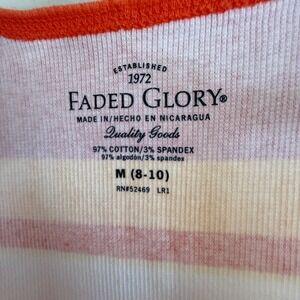 ESTABLISHED
1972
FADED GLORY®
MADE IN/HECHO EN NICARAGUA
Quality Goods
97% COTTON/3% SPANDEX
97% algodón/3% spandex
M (8-10)
RN#52469 LR1